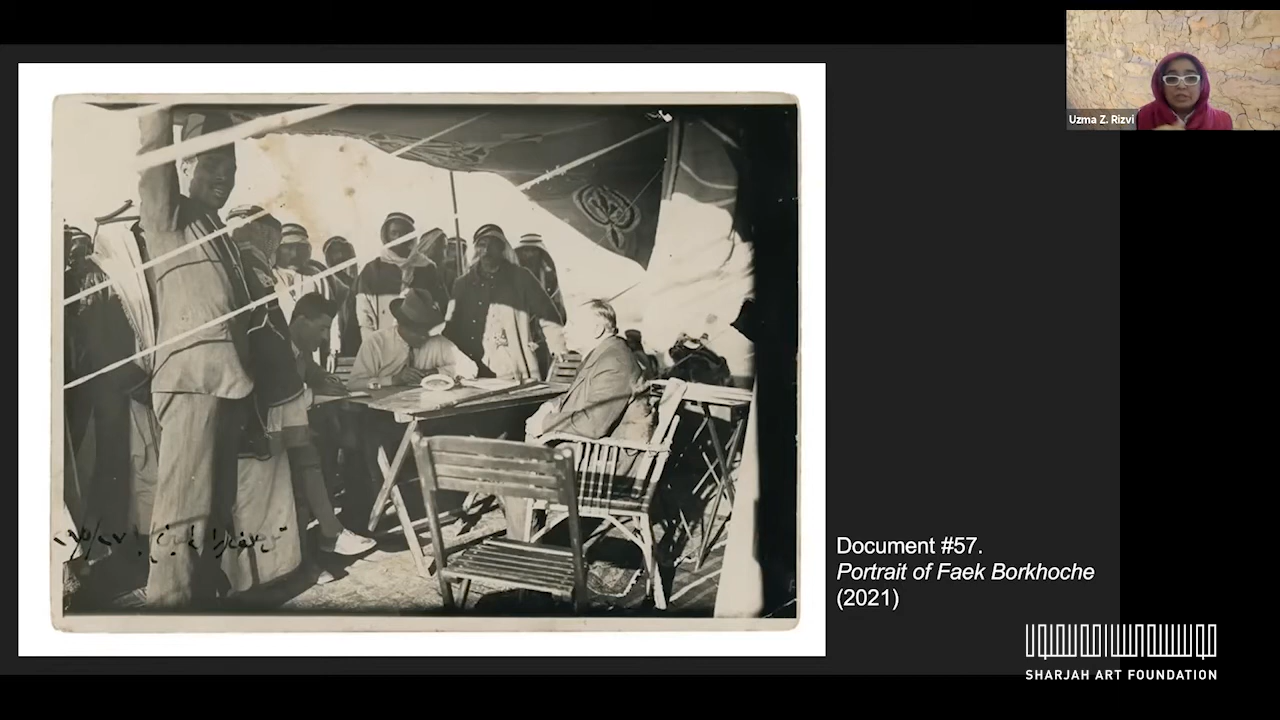 Uzma Z. Rizvi
Document #57.
Portrait of Faek Borkhoche
(2021)
SHARJAH ART FOUNDATION